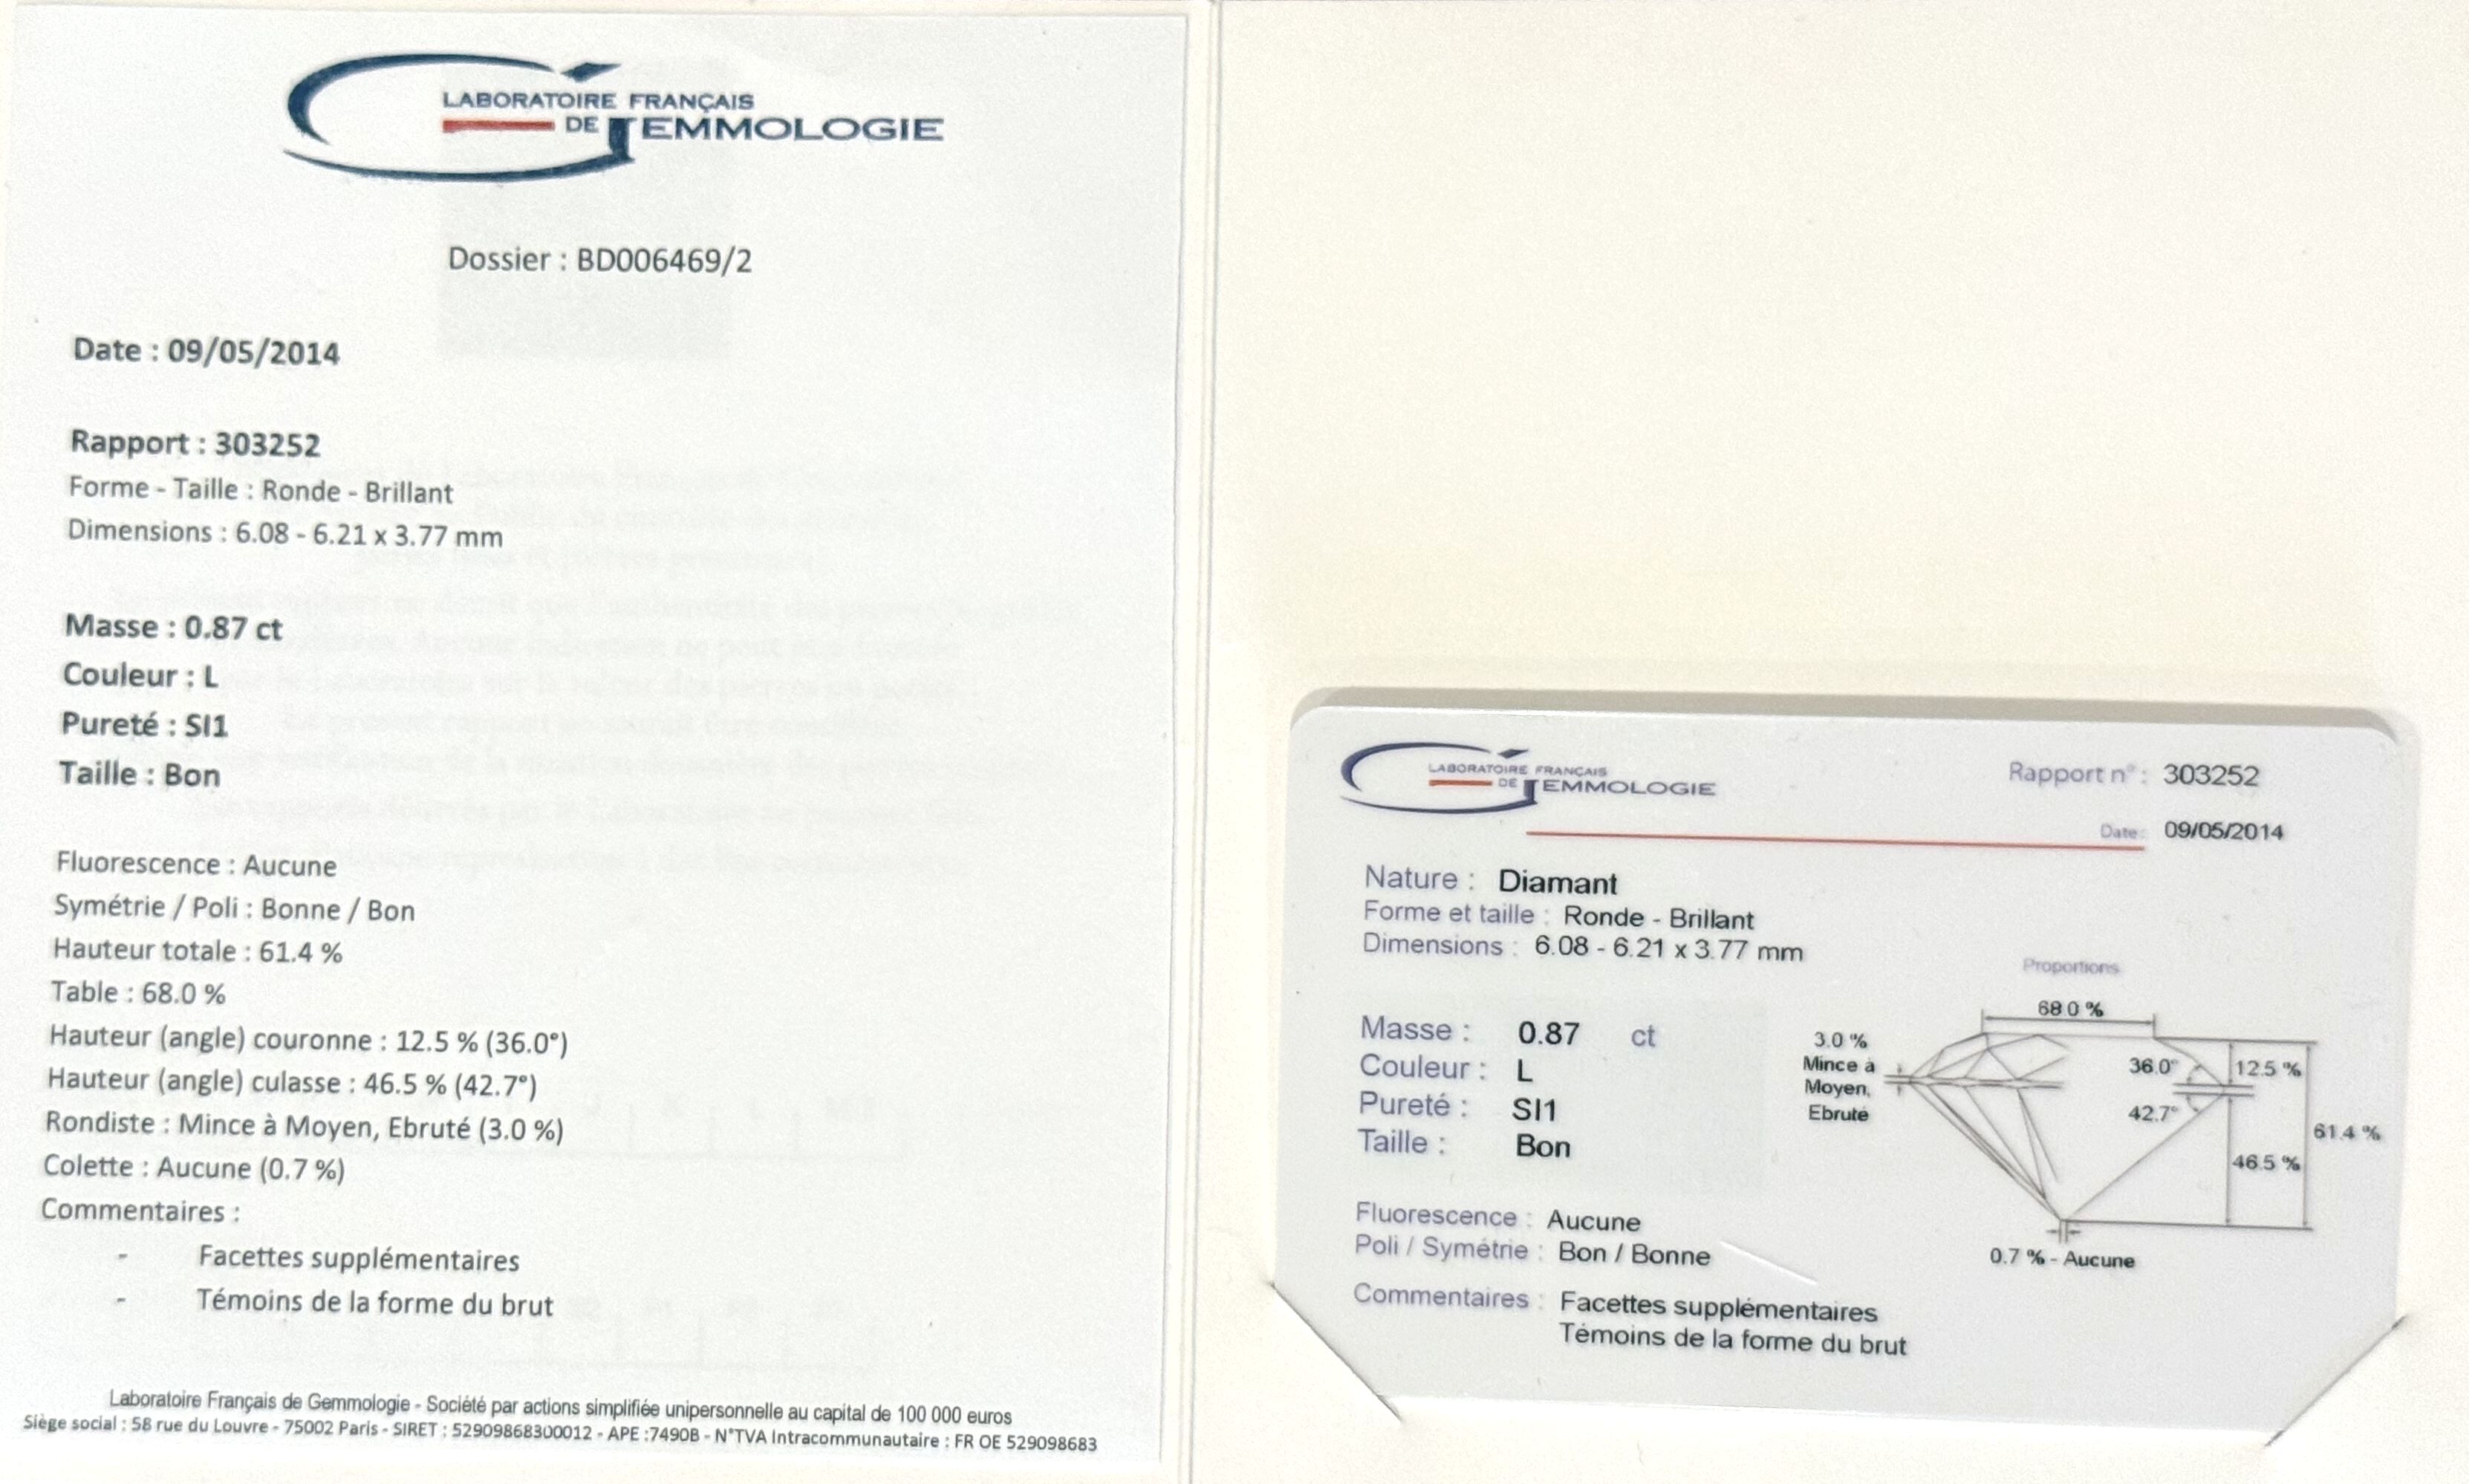 LABORATOIRE FRANÇAIS
DE GEMMOLOGIE
Dossier : BD006469/2
Date : 09/05/2014
Rapport : 303252
Forme - Taille : Ronde - Brillant
Dimensions : 6.08 - 6.21 x 3.77 mm
Masse : 0.87 ct
Couleur : L
Pureté : SI1
Taille : Bon
Fluorescence : Aucune
Symétrie / Poli : Bonne / Bon
Hauteur totale : 61.4 %
Table : 68.0 %
Hauteur (angle) couronne : 12.5 % (36.0°)
Hauteur (angle) culasse : 46.5 % (42.7°)
Rondiste : Mince à Moyen, Ebruté (3.0 %)
Colette : Aucune (0.7 %)
Commentaires :
- Facettes supplémentaires
- Témoins de la forme du brut
Laboratoire Français de Gemmologie - Société par actions simplifiée unipersonnelle au capital de 100 000 euros
Siège social : 58 rue du Louvre - 75002 Paris - SIRET : 52909868300012 - APE :7490B - N°TVA Intracommunautaire : FR OE 529098683
LABORATOIRE FRANÇAIS
DE GEMMOLOGIE
Rapport n° : 303252
Date : 09/05/2014
Nature : Diamant
Forme et taille : Ronde - Brillant
Dimensions : 6.08 - 6.21 x 3.77 mm
Masse : 0.87 ct
Couleur : L
Pureté : SI1
Taille : Bon
Fluorescence : Aucune
Poli / Symétrie : Bon / Bonne
Commentaires : Facettes supplémentaires
Témoins de la forme du brut
Proportions
68.0 %
3.0 %
Mince à
Moyen,
Ebruté
36.0°
12.5 %
42.7°
61.4 %
46.5 %
0.7 % - Aucune